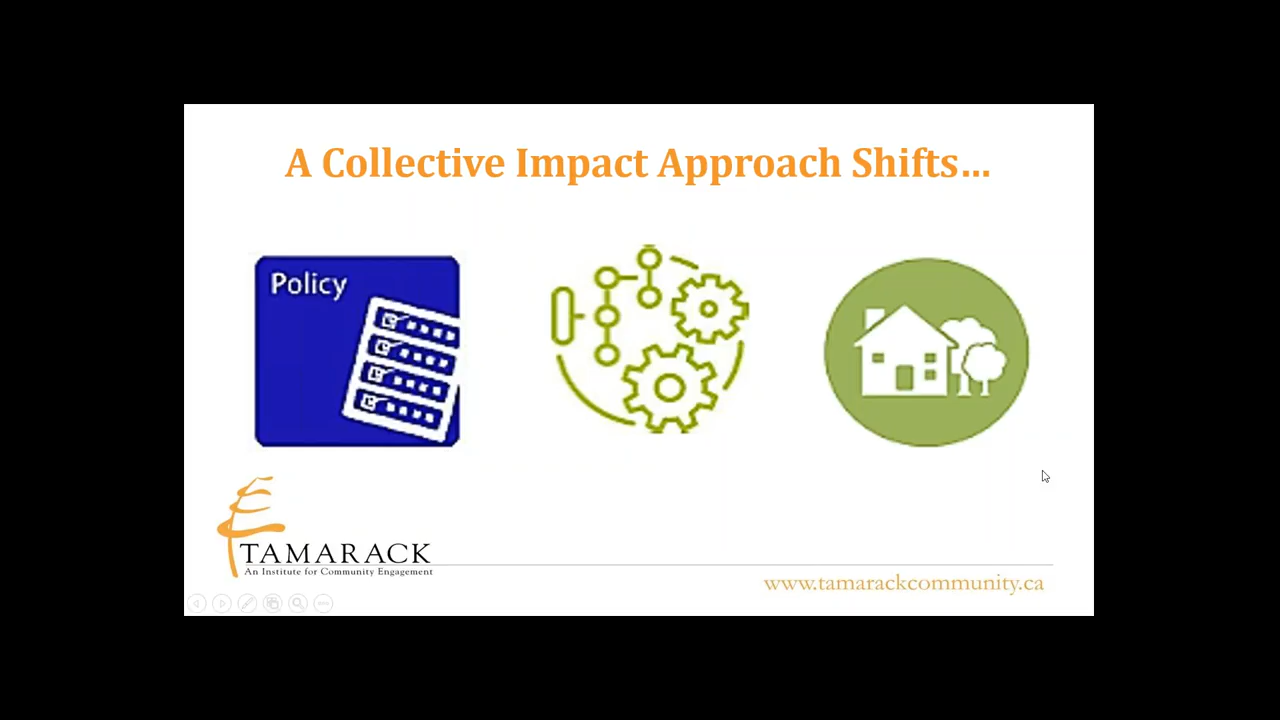 A Collective Impact Approach Shifts...
Policy
TAMARACK
An Institute for Community Engagement
www.tamarackcommunity.ca